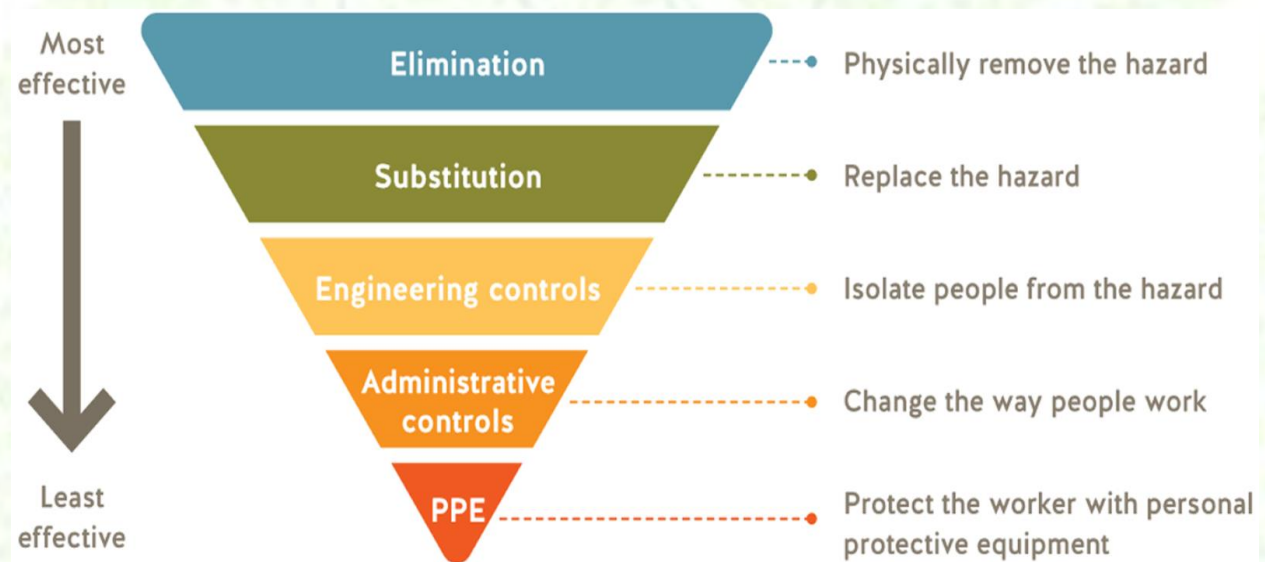 Most
effective
Elimination
Physically remove the hazard
Substitution
Replace the hazard
Engineering controls
Isolate people from the hazard
Administrative
controls
Change the way people work
Least
effective
PPE
Protect the worker with personal
protective equipment